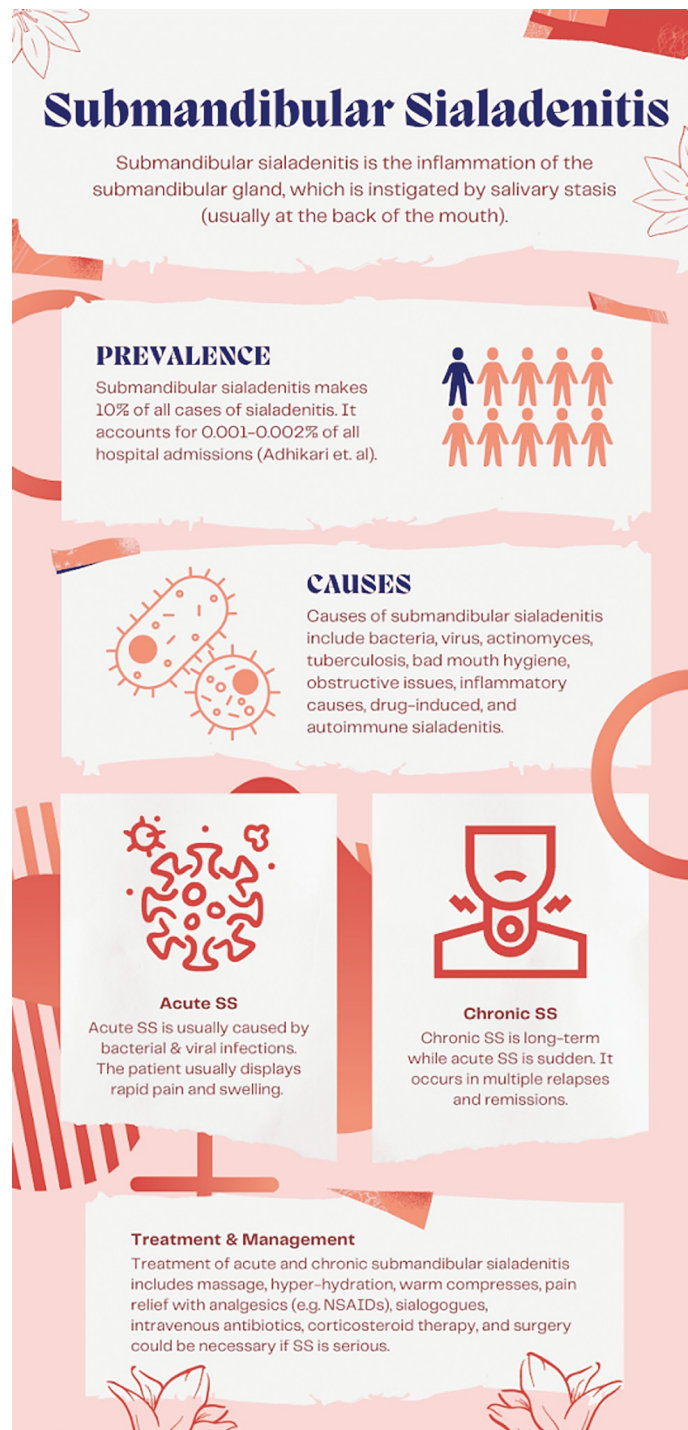 Submandibular Sialadenitis
Submandibular sialadenitis is the inflammation of the
submandibular gland, which is instigated by salivary stasis
(usually at the back of the mouth).
PREVALENCE
Submandibular sialadenitis makes
10% of all cases of sialadenitis. It
accounts for 0.001-0.002% of all
hospital admissions (Adhikari et. al).
CAUSES
Causes of submandibular sialadenitis
include bacteria, virus, actinomyces,
tuberculosis, bad mouth hygiene,
obstructive issues, inflammatory
causes, drug-induced, and
autoimmune sialadenitis.
Acute SS
Acute SS is usually caused by
bacterial & viral infections.
The patient usually displays
rapid pain and swelling.
Chronic SS
Chronic SS is long-term
while acute SS is sudden. It
occurs in multiple relapses
and remissions.
Treatment & Management
Treatment of acute and chronic submandibular sialadenitis
includes massage, hyper-hydration, warm compresses, pain
relief with analgesics (e.g. NSAIDs), sialogogues,
intravenous antibiotics, corticosteroid therapy, and surgery
could be necessary if SS is serious.